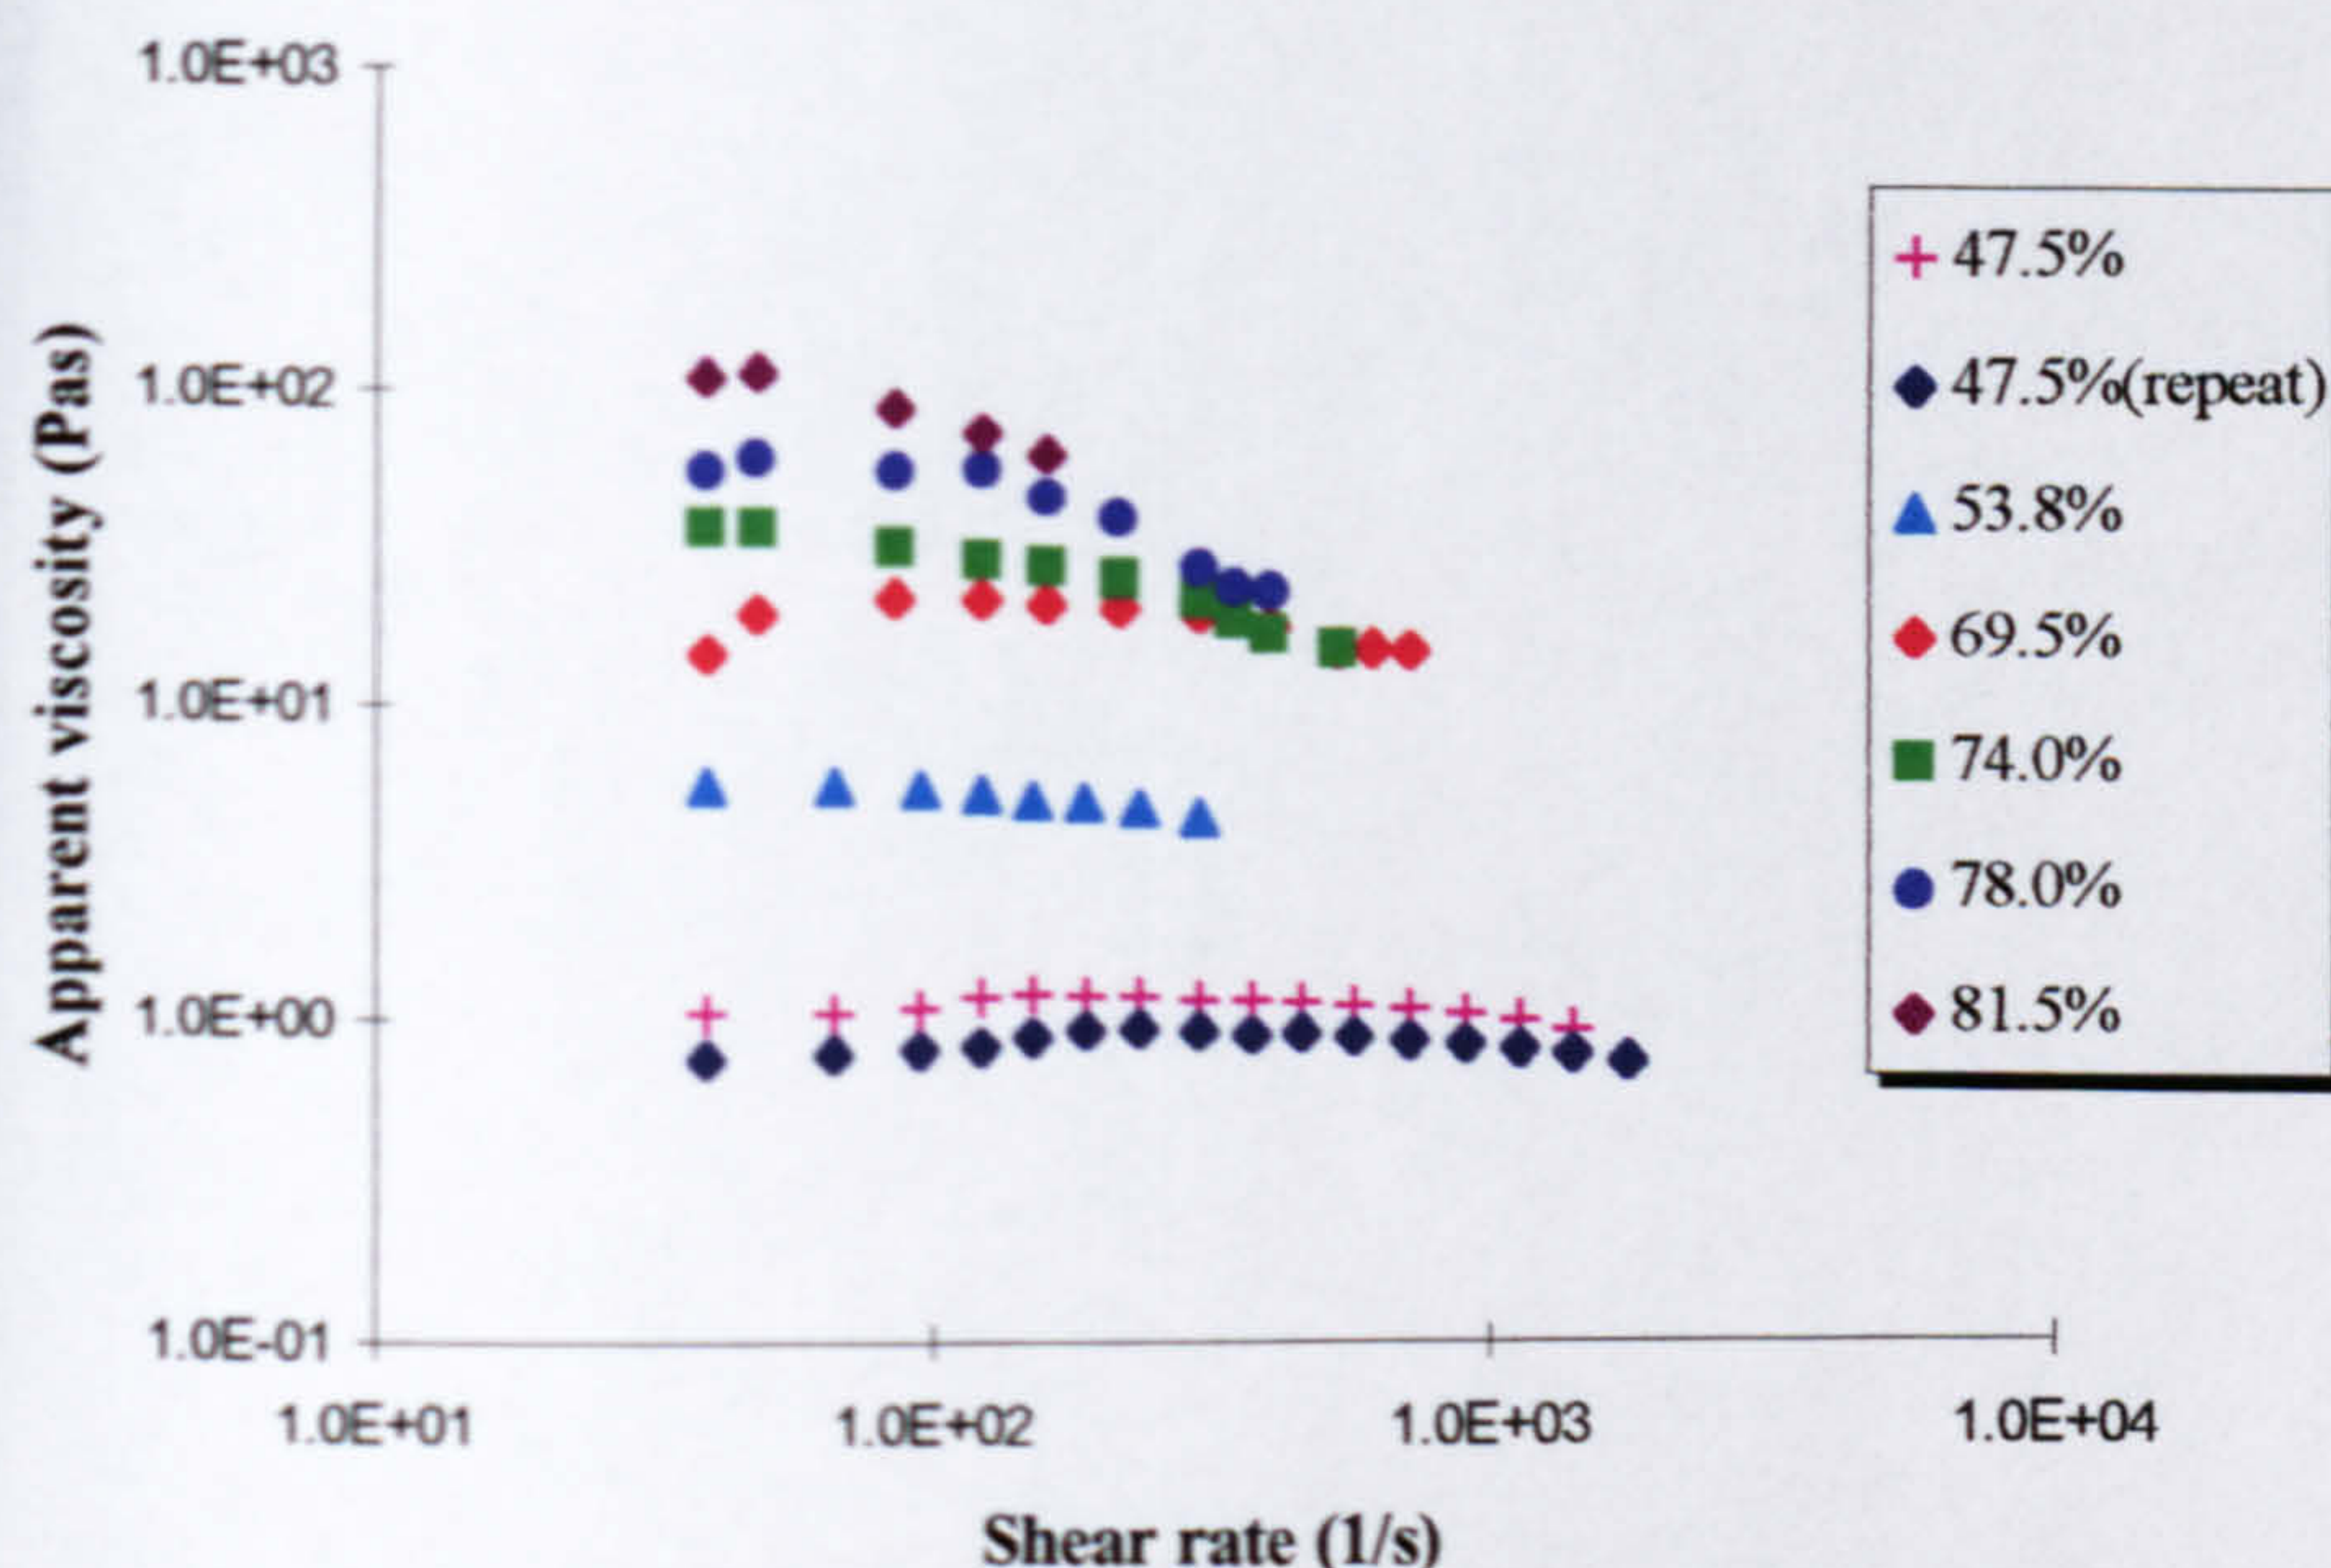 1.0E+03
1.0E+02
1.0E+01
1.0E+00
1.0E-01
Apparent viscosity (Pas)
1.0E+01 1.0E+02 1.0E+03 1.0E+04
Shear rate (1/s)
47.5%
47.5%(repeat)
53.8%
69.5%
74.0%
78.0%
81.5%